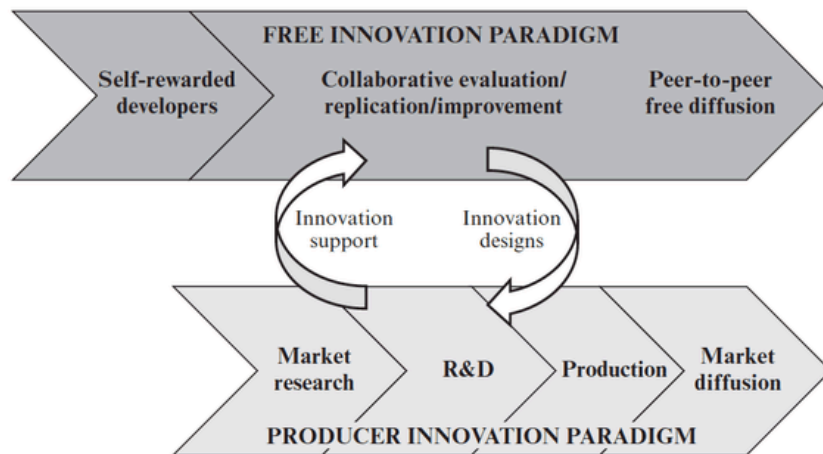 FREE INNOVATION PARADIGM
Self-rewarded
developers
Collaborative evaluation/
replication/improvement
Peer-to-peer
free diffusion
Innovation
support
Innovation
designs
Market
research
R&D
Production
Market
diffusion
PRODUCER INNOVATION PARADIGM